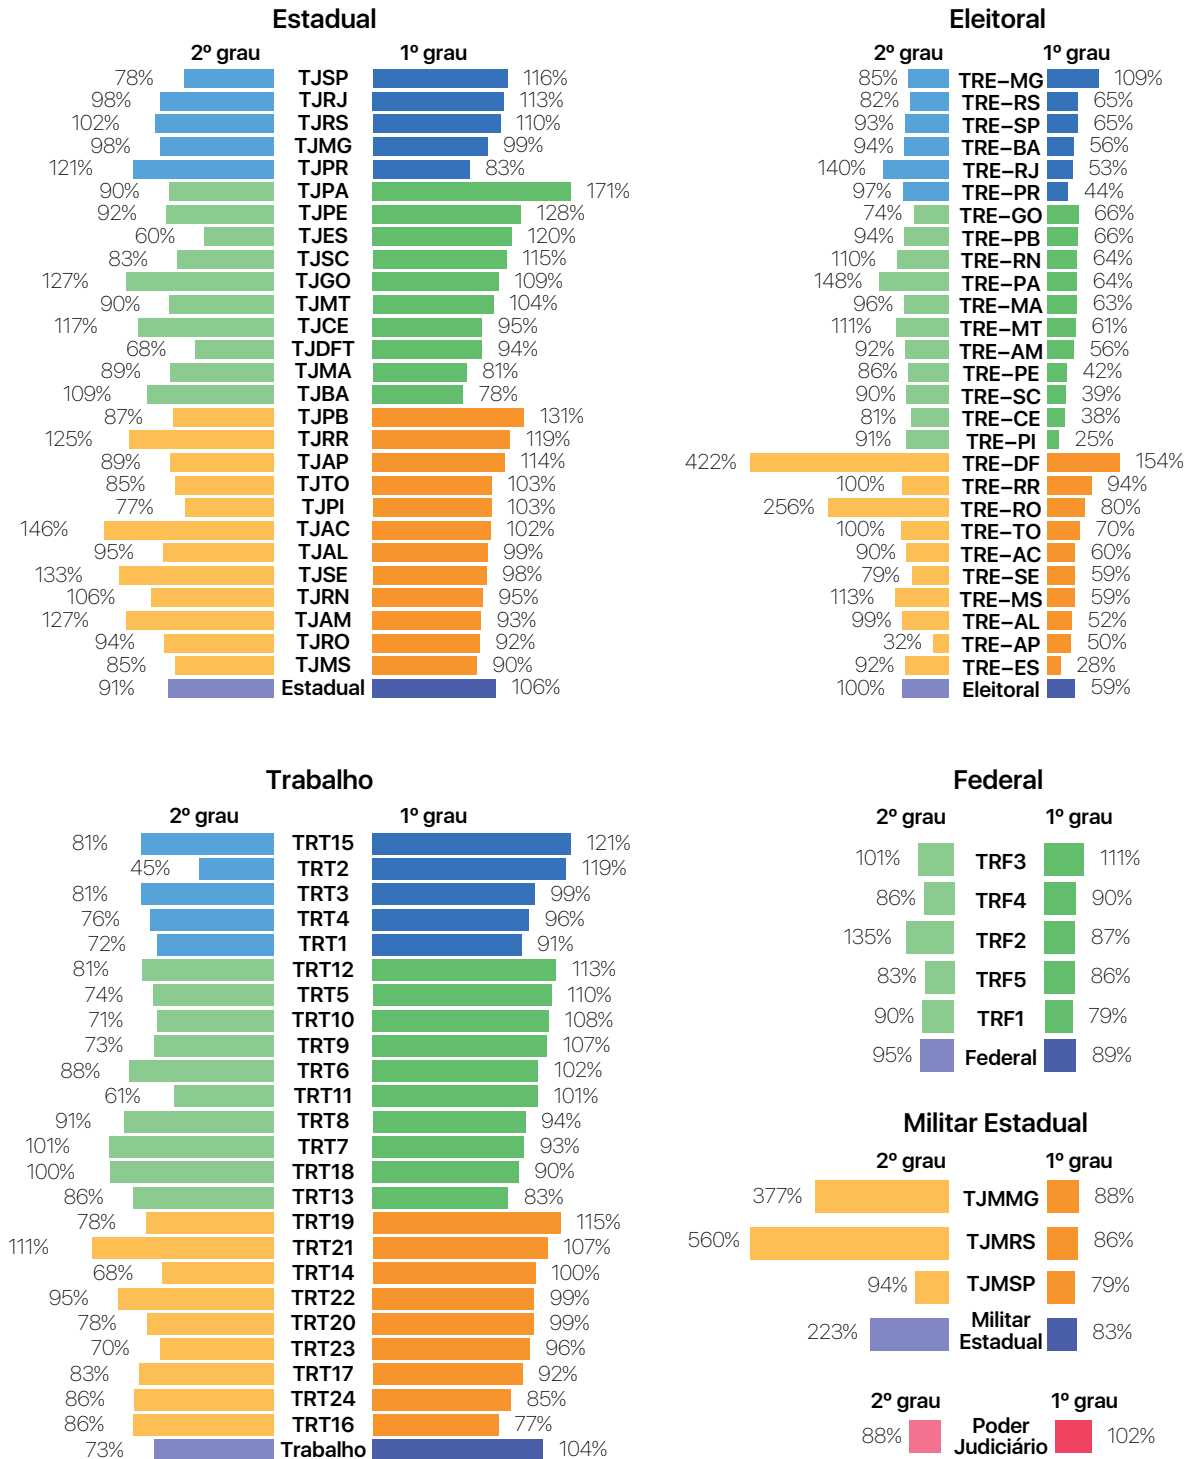 Estadual
2º grau 1º grau
78% TJSP 116%
98% TJRJ 113%
102% TJRS 110%
98% TJMG 99%
121% TJPR 83%
90% TJPA 171%
92% TJPE 128%
60% TJES 120%
83% TJSC 115%
127% TJGO 109%
90% TJMT 104%
117% TJCE 95%
68% TJDFT 94%
89% TJMA 81%
109% TJBA 78%
87% TJPB 131%
125% TJRR 119%
89% TJAP 114%
85% TJTO 103%
77% TJPI 103%
146% TJAC 102%
95% TJAL 99%
133% TJSE 98%
106% TJRN 95%
127% TJAM 93%
94% TJRO 92%
85% TJMS 90%
91% Estadual 106%
Eleitoral
2º grau 1º grau
85% TRE–MG 109%
82% TRE–RS 65%
93% TRE–SP 65%
94% TRE–BA 56%
140% TRE–RJ 53%
97% TRE–PR 44%
74% TRE–GO 66%
94% TRE–PB 66%
110% TRE–RN 64%
148% TRE–PA 64%
96% TRE–MA 63%
111% TRE–MT 61%
92% TRE–AM 56%
86% TRE–PE 42%
90% TRE–SC 39%
81% TRE–CE 38%
91% TRE–PI 25%
422% TRE–DF 154%
100% TRE–RR 94%
256% TRE–RO 80%
100% TRE–TO 70%
90% TRE–AC 60%
79% TRE–SE 59%
113% TRE–MS 59%
99% TRE–AL 52%
32% TRE–AP 50%
92% TRE–ES 28%
100% Eleitoral 59%
Trabalho
2º grau 1º grau
81% TRT15 121%
45% TRT2 119%
81% TRT3 99%
76% TRT4 96%
72% TRT1 91%
81% TRT12 113%
74% TRT5 110%
71% TRT10 108%
73% TRT9 107%
88% TRT6 102%
61% TRT11 101%
91% TRT8 94%
101% TRT7 93%
100% TRT18 90%
86% TRT13 83%
78% TRT19 115%
111% TRT21 107%
68% TRT14 100%
95% TRT22 99%
78% TRT20 99%
70% TRT23 96%
83% TRT17 92%
86% TRT24 85%
86% TRT16 77%
73% Trabalho 104%
Federal
2º grau 1º grau
101% TRF3 111%
86% TRF4 90%
135% TRF2 87%
83% TRF5 86%
90% TRF1 79%
95% Federal 89%
Militar Estadual
2º grau 1º grau
377% TJMMG 88%
560% TJMRS 86%
94% TJMSP 79%
Militar
223% Estadual 83%
2º grau 1º grau
Poder
88% Judiciário 102%